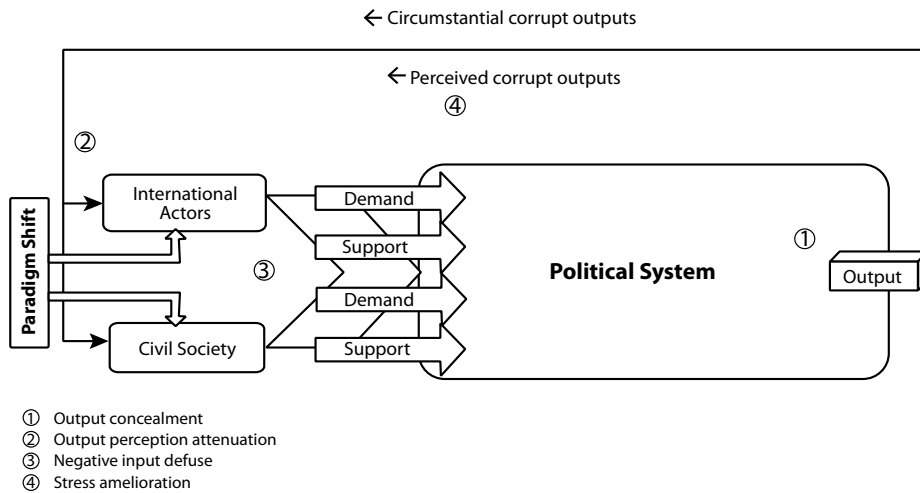 ← Circumstantial corrupt outputs
← Perceived corrupt outputs
④
②
International
Actors
Demand
Support
①
Paradigm Shift
③
Political System
Output
Demand
Civil Society
Support
① Output concealment
② Output perception attenuation
③ Negative input defuse
④ Stress amelioration